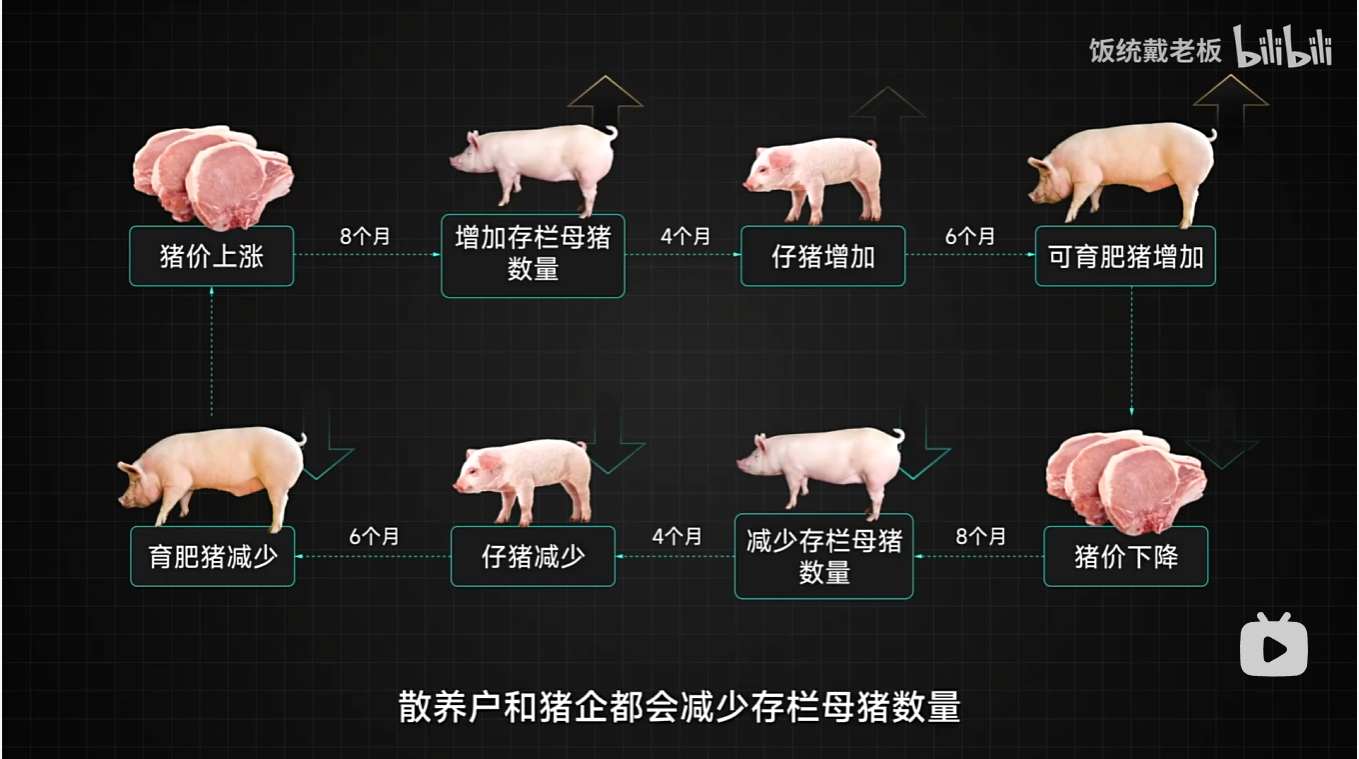 饭统戴老板 bilibili
猪价上涨
8个月
增加存栏母猪
数量
4个月
仔猪增加
6个月
可育肥猪增加
育肥猪减少
6个月
仔猪减少
4个月
减少存栏母猪
数量
8个月
猪价下降
散养户和猪企都会减少存栏母猪数量